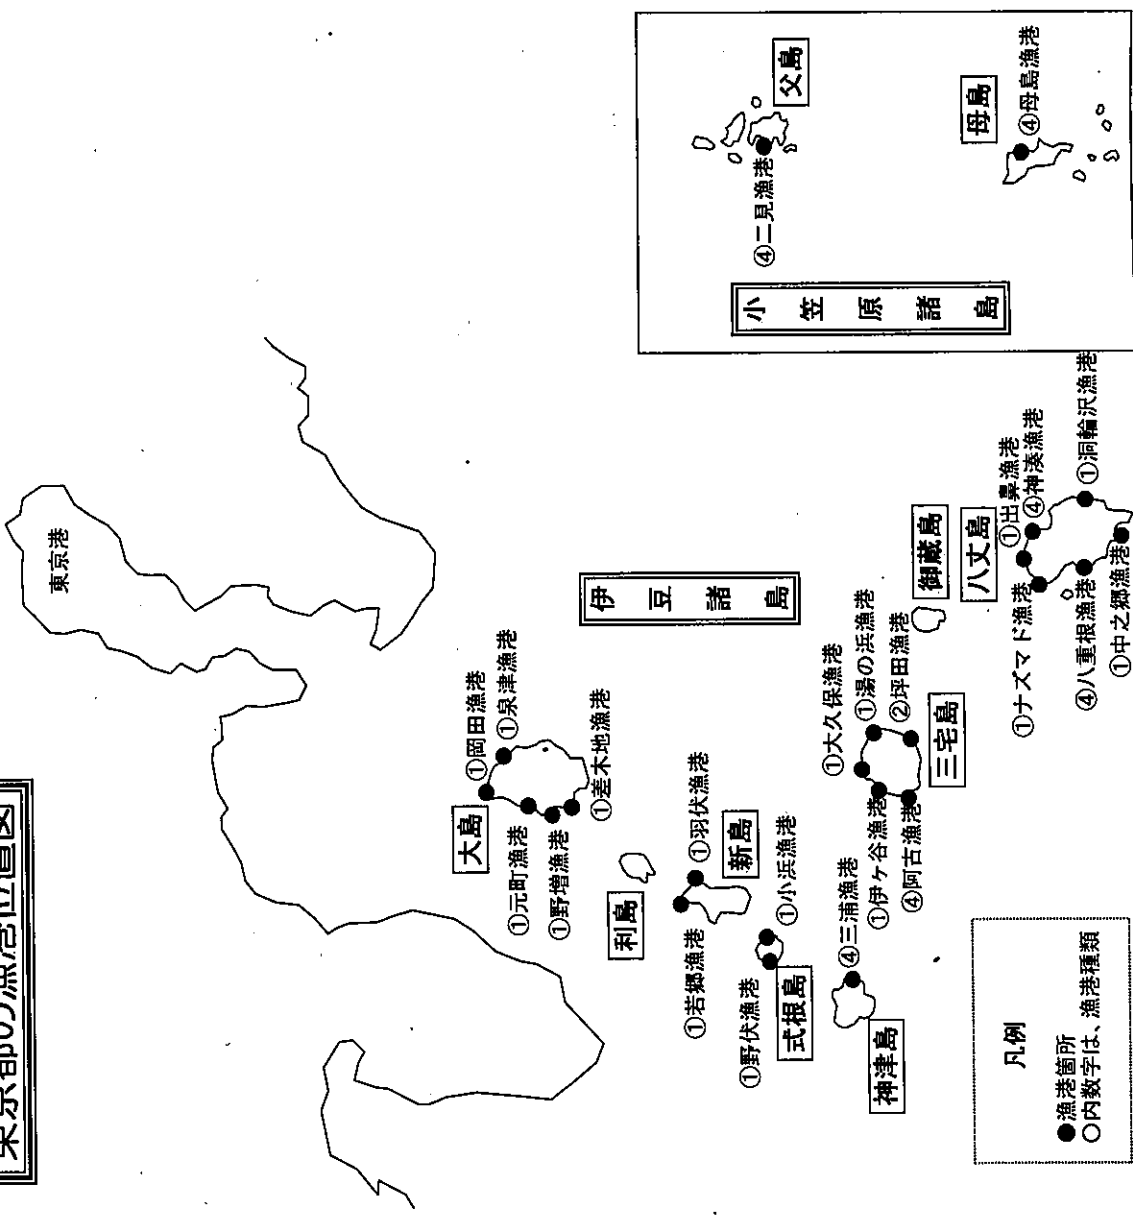 東京都の漁港位置図
東京港
伊豆諸島
大島
①岡田漁港
①泉津漁港
①元町漁港
①野増漁港
①差木地漁港
利島
新島
①羽伏漁港
①若郷漁港
式根島
①小浜漁港
①野伏漁港
神津島
④三浦漁港
三宅島
①大久保漁港
①湯の浜漁港
②坪田漁港
①伊ヶ谷漁港
④阿古漁港
御蔵島
八丈島
①出鼻漁港
④神湊漁港
①洞輪沢漁港
①ナズマド漁港
④八重根漁港
①中之郷漁港
小笠原諸島
父島
④二見漁港
母島
④母島漁港
凡例
●漁港箇所
○内数字は、漁港種類